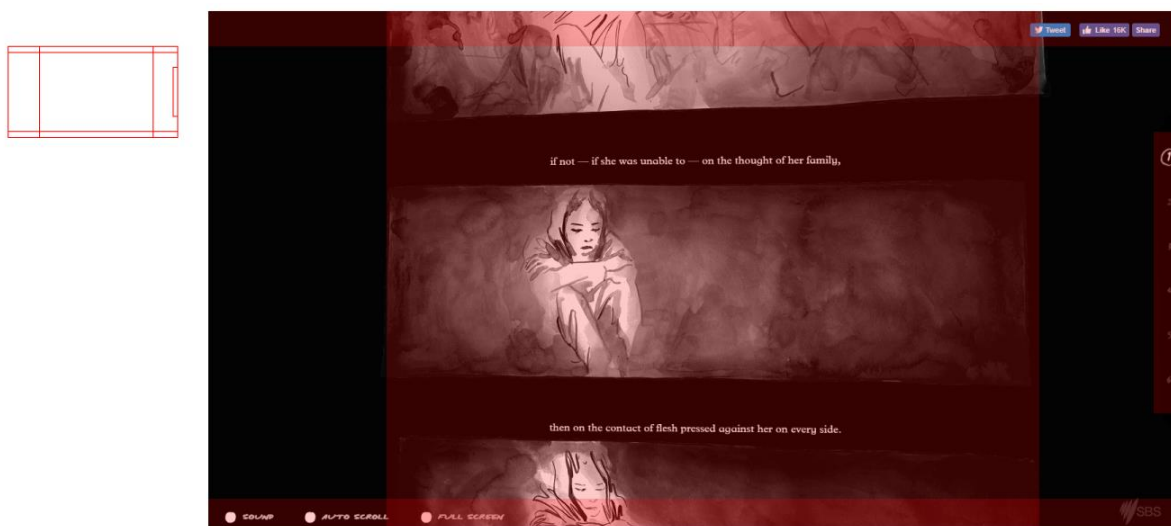 Tweet Like 16K Share
if not — if she was unable to — on the thought of her family,
then on the contact of flesh pressed against her on every side.
SOUND AUTO SCROLL FULL SCREEN
SBS